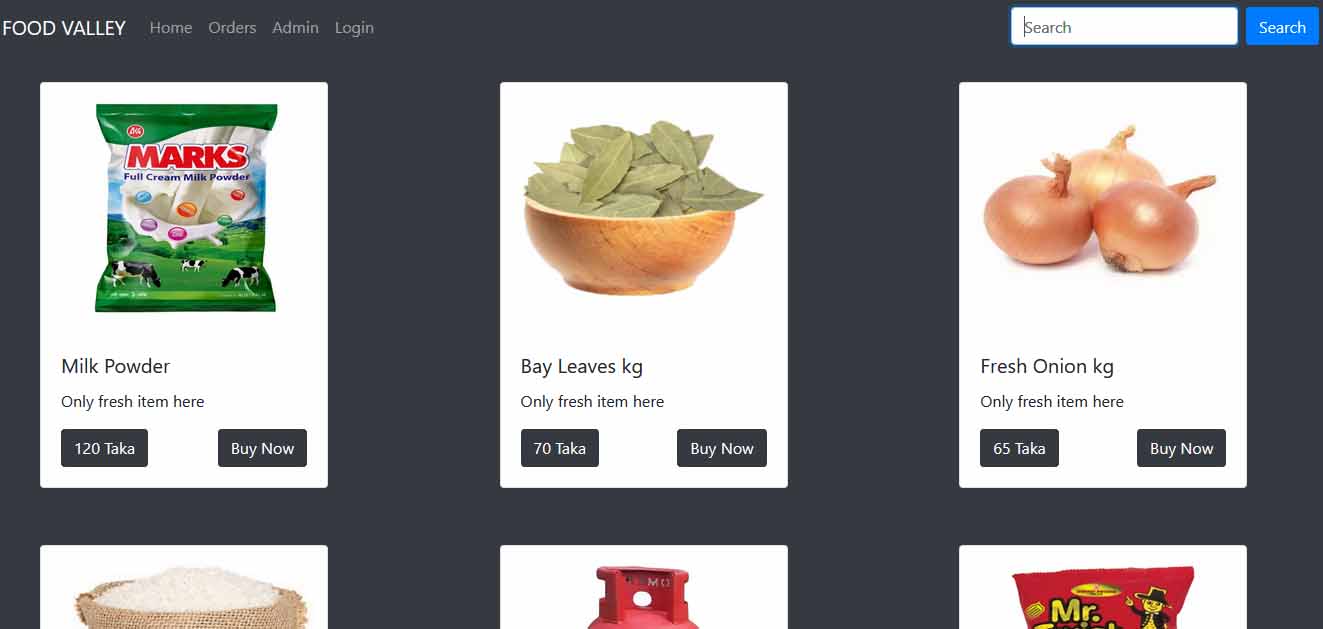 FOOD VALLEY Home Orders Admin Login Search Search
MARKS
Full Cream Milk Powder
Milk Powder
Only fresh item here
120 Taka Buy Now
Bay Leaves kg
Only fresh item here
70 Taka Buy Now
Fresh Onion kg
Only fresh item here
65 Taka Buy Now
Mr.